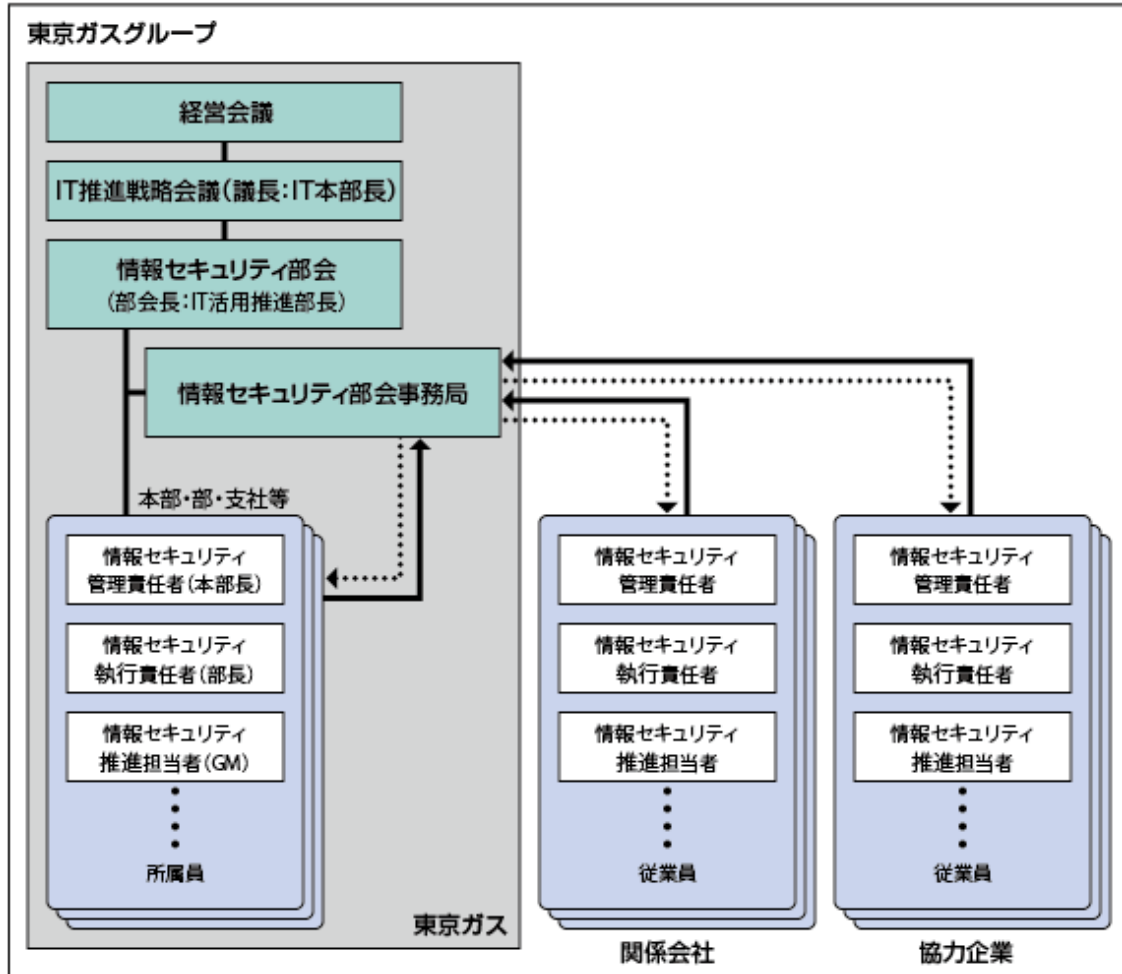 東京ガスグループ
経営会議
IT推進戦略会議(議長:IT本部長)
情報セキュリティ部会
(部会長:IT活用推進部長)
情報セキュリティ部会事務局
本部・部・支社等
情報セキュリティ
管理責任者(本部長)
情報セキュリティ
執行責任者(部長)
情報セキュリティ
推進担当者(GM)
所属員
東京ガス
情報セキュリティ
管理責任者
情報セキュリティ
執行責任者
情報セキュリティ
推進担当者
従業員
関係会社
情報セキュリティ
管理責任者
情報セキュリティ
執行責任者
情報セキュリティ
推進担当者
従業員
協力企業